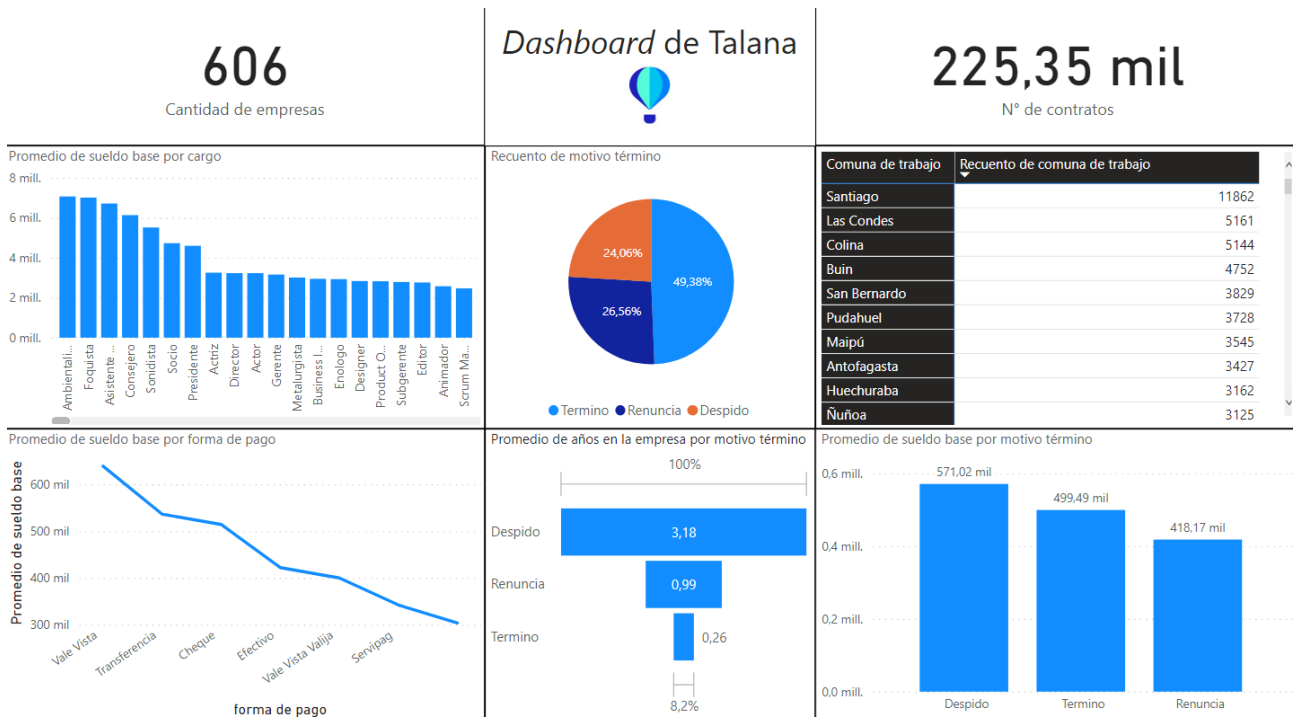 606
Cantidad de empresas
Dashboard de Talana
225,35 mil
N° de contratos
Promedio de sueldo base por cargo
8 mill.
6 mill.
4 mill.
2 mill.
0 mill.
Ambientali...
Foquista
Asistente ...
Consejero
Sonidista
Socio
Presidente
Actriz
Director
Actor
Gerente
Metalurgista
Business I...
Enologo
Designer
Product O...
Subgerente
Editor
Animador
Scrum Ma...
Recuento de motivo término
24,06%
49,38%
26,56%
Termino Renuncia Despido
Comuna de trabajo Recuento de comuna de trabajo
Santiago 11862
Las Condes 5161
Colina 5144
Buin 4752
San Bernardo 3829
Pudahuel 3728
Maipú 3545
Antofagasta 3427
Huechuraba 3162
Ñuñoa 3125
Promedio de sueldo base por forma de pago
Promedio de sueldo base
600 mil
500 mil
400 mil
300 mil
Vale Vista
Transferencia
Cheque
Efectivo
Vale Vista Valija
Servipag
forma de pago
Promedio de años en la empresa por motivo término
100%
Despido 3,18
Renuncia 0,99
Termino 0,26
8,2%
Promedio de sueldo base por motivo término
0,6 mill.
0,4 mill.
0,2 mill.
0,0 mill.
571,02 mil
499,49 mil
418,17 mil
Despido Termino Renuncia